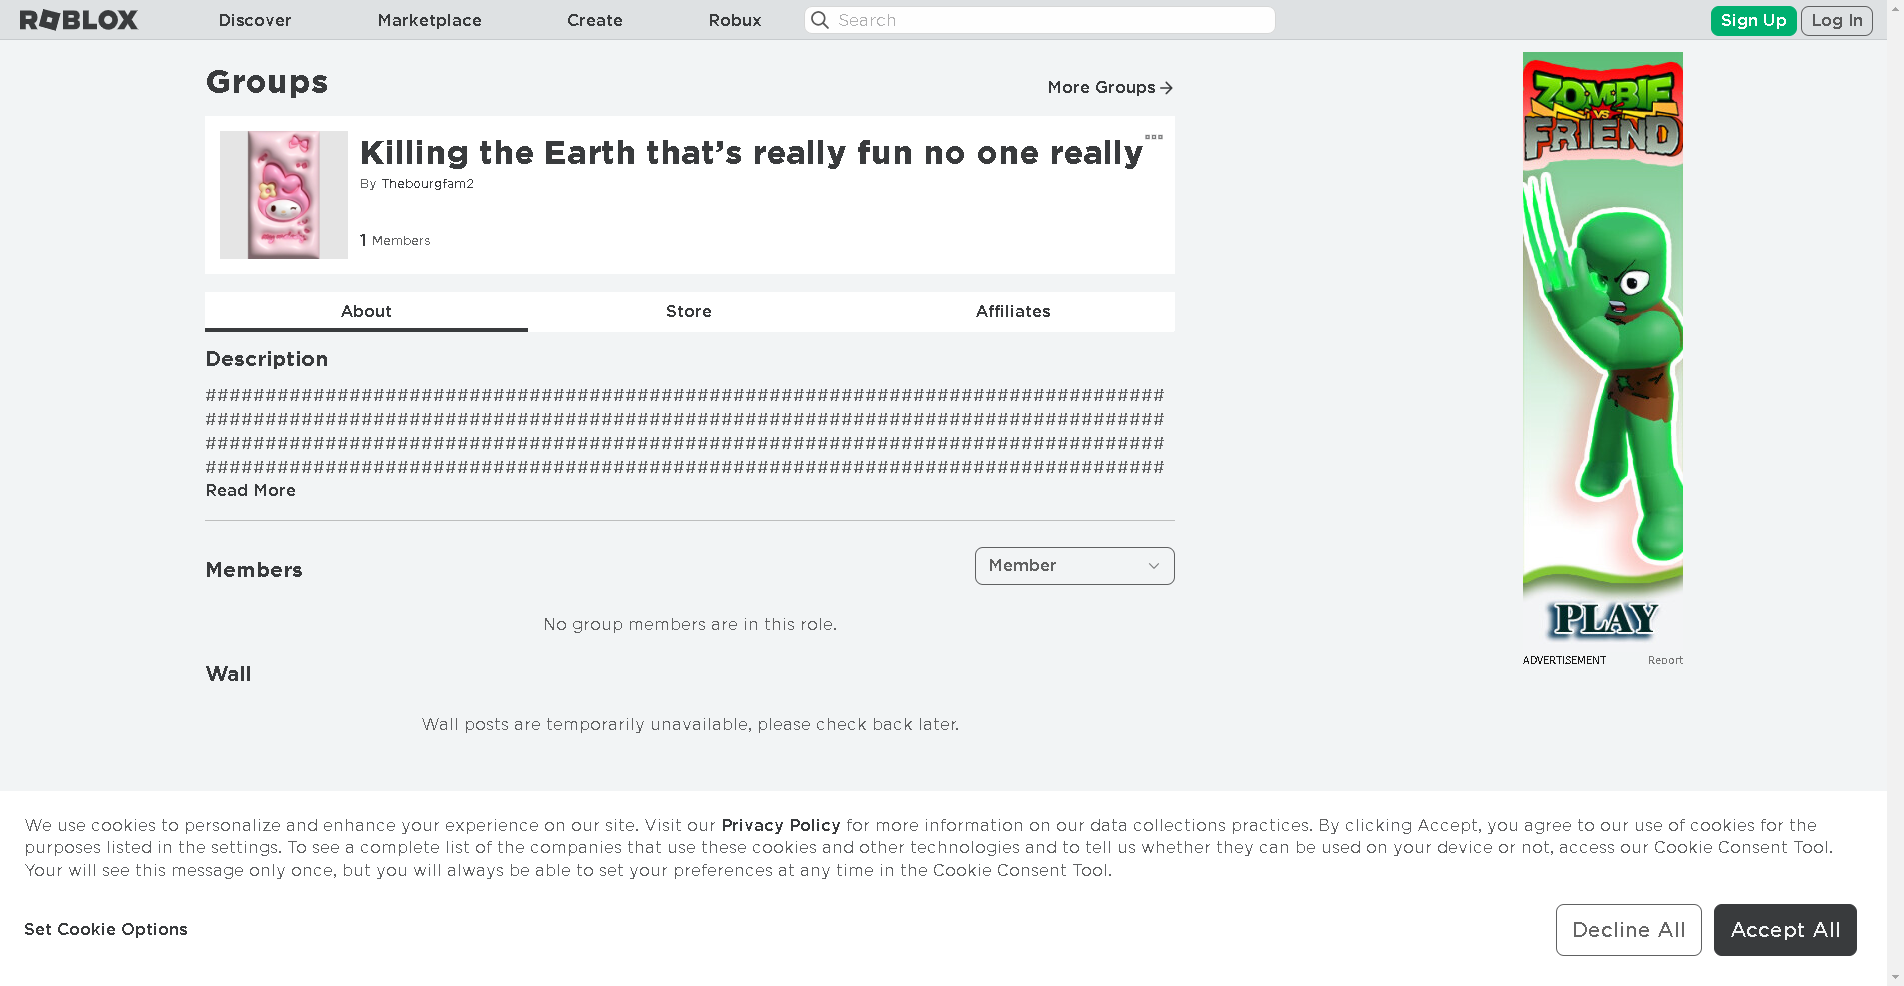 ROBLOX
Discover
Marketplace
Create
Robux
Search
Sign Up
Log In
Groups
More Groups
Killing the Earth that’s really fun no one really
By Thebourgfam2
1 Members
About
Store
Affiliates
Description
################################################################################
################################################################################
################################################################################
################################################################################
Read More
Members
Member
No group members are in this role.
Wall
Wall posts are temporarily unavailable, please check back later.
ZOMBIE
VS
FRIEND
PLAY
ADVERTISEMENT
Report
We use cookies to personalize and enhance your experience on our site. Visit our Privacy Policy for more information on our data collections practices. By clicking Accept, you agree to our use of cookies for the
purposes listed in the settings. To see a complete list of the companies that use these cookies and other technologies and to tell us whether they can be used on your device or not, access our Cookie Consent Tool.
Your will see this message only once, but you will always be able to set your preferences at any time in the Cookie Consent Tool.
Set Cookie Options
Decline All
Accept All